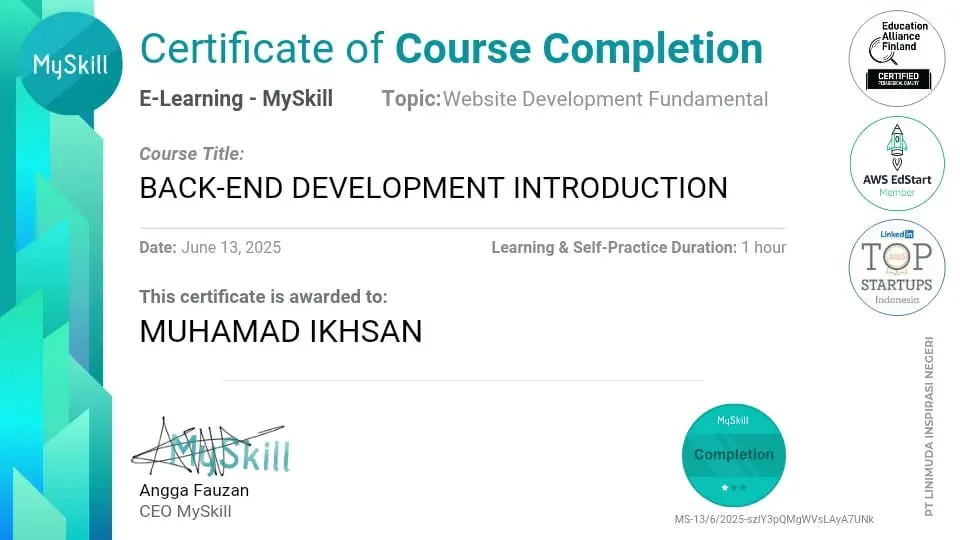 MySkill
Certificate of Course Completion
E-Learning - MySkill Topic:Website Development Fundamental
Course Title:
BACK-END DEVELOPMENT INTRODUCTION
Date: June 13, 2025 Learning & Self-Practice Duration: 1 hour
This certificate is awarded to:
MUHAMAD IKHSAN
MySkill
Angga Fauzan
CEO MySkill
MySkill
Completion
MS-13/6/2025-szIY3pQMgWVsLAyA7UNk
Education
Alliance
Finland
CERTIFIED
PEDAGOGICAL QUALITY
AWS EdStart
Member
LinkedIn
TOP
2023
STARTUPS
Indonesia
PT LINIMUDA INSPIRASI NEGERI